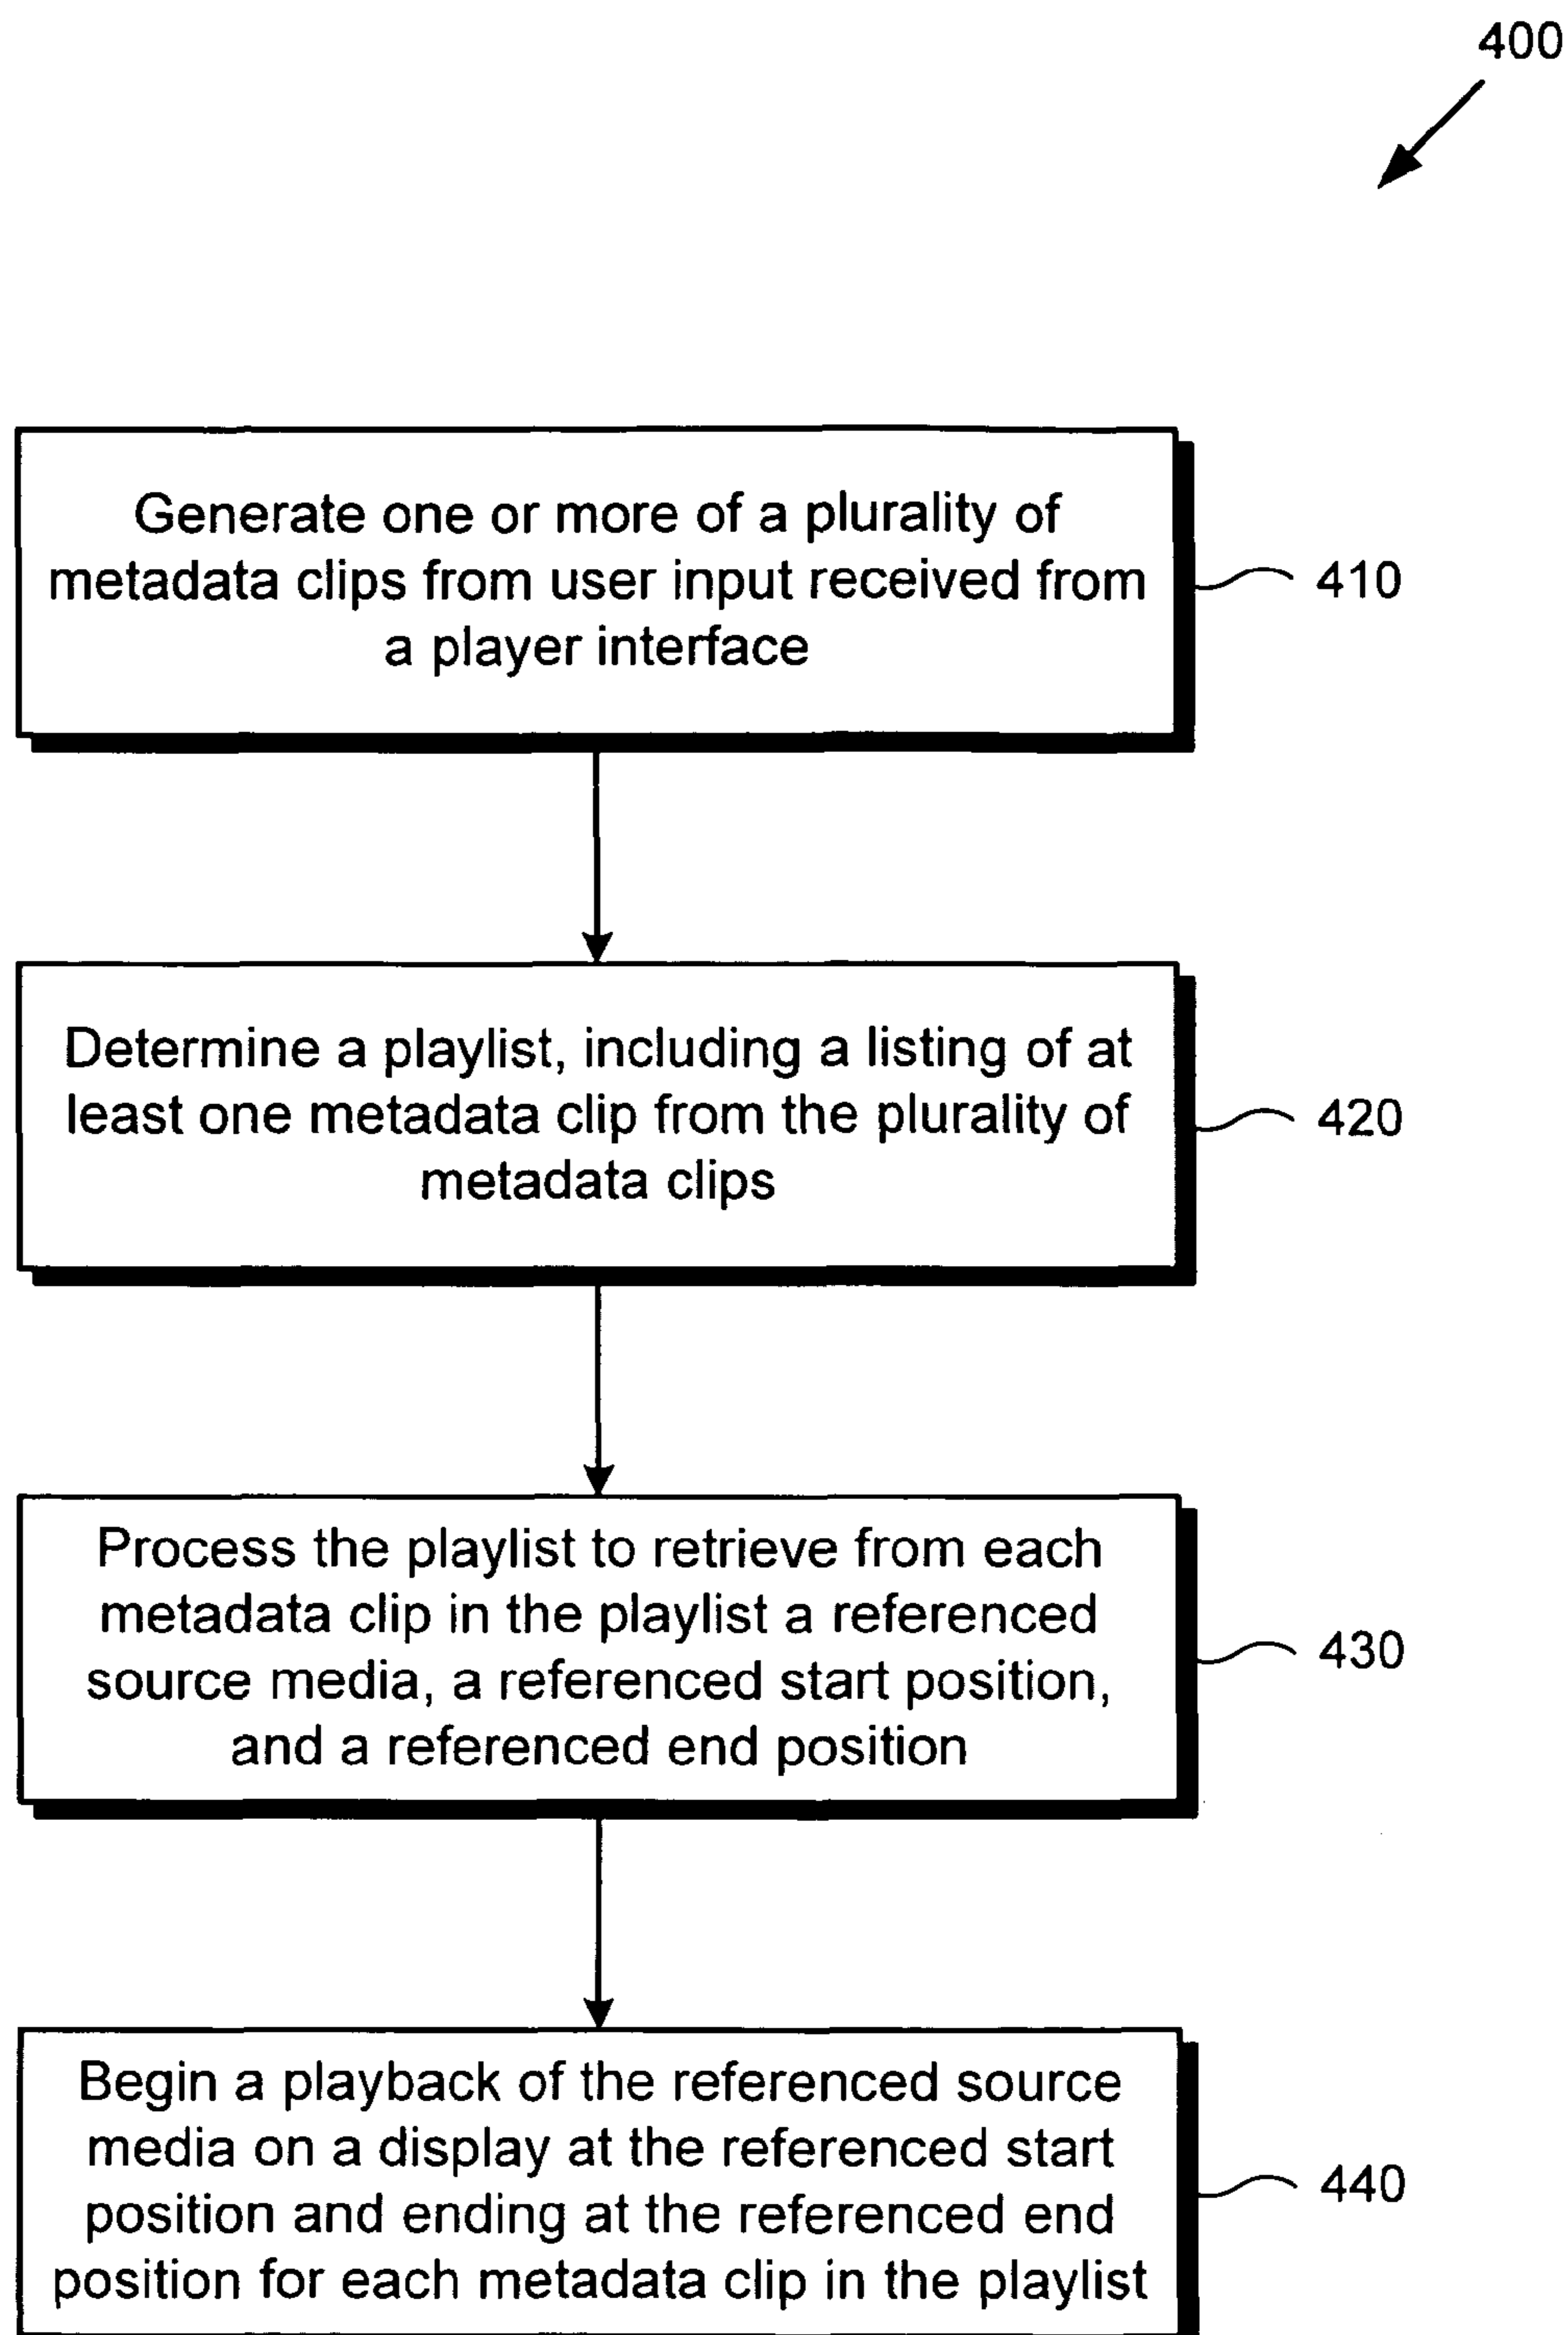 400
Generate one or more of a plurality of
metadata clips from user input received from
a player interface
410
Determine a playlist, including a listing of at
least one metadata clip from the plurality of
metadata clips
420
Process the playlist to retrieve from each
metadata clip in the playlist a referenced
source media, a referenced start position,
and a referenced end position
430
Begin a playback of the referenced source
media on a display at the referenced start
position and ending at the referenced end
position for each metadata clip in the playlist
440